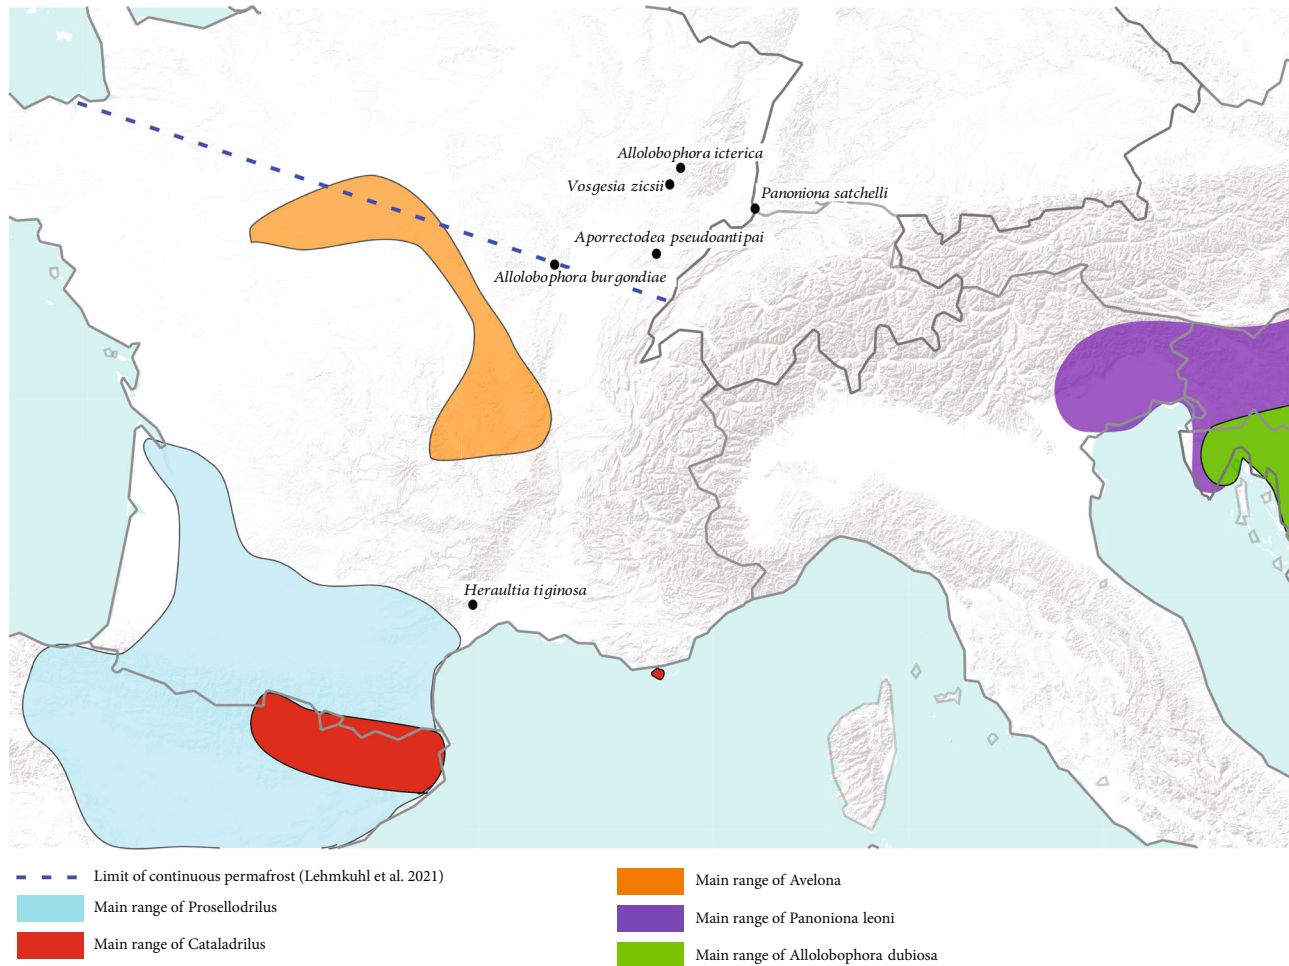 Allolobophora icterica
Vosgesia zicsii
Panoniona satchelli
Aporrectodea pseudoantipai
Allolobophora burgondiae
Heraultia tiginosa
Limit of continuous permafrost (Lehmkuhl et al. 2021)
Main range of Prosellodrilus
Main range of Cataladrilus
Main range of Avelona
Main range of Panoniona leoni
Main range of Allolobophora dubiosa